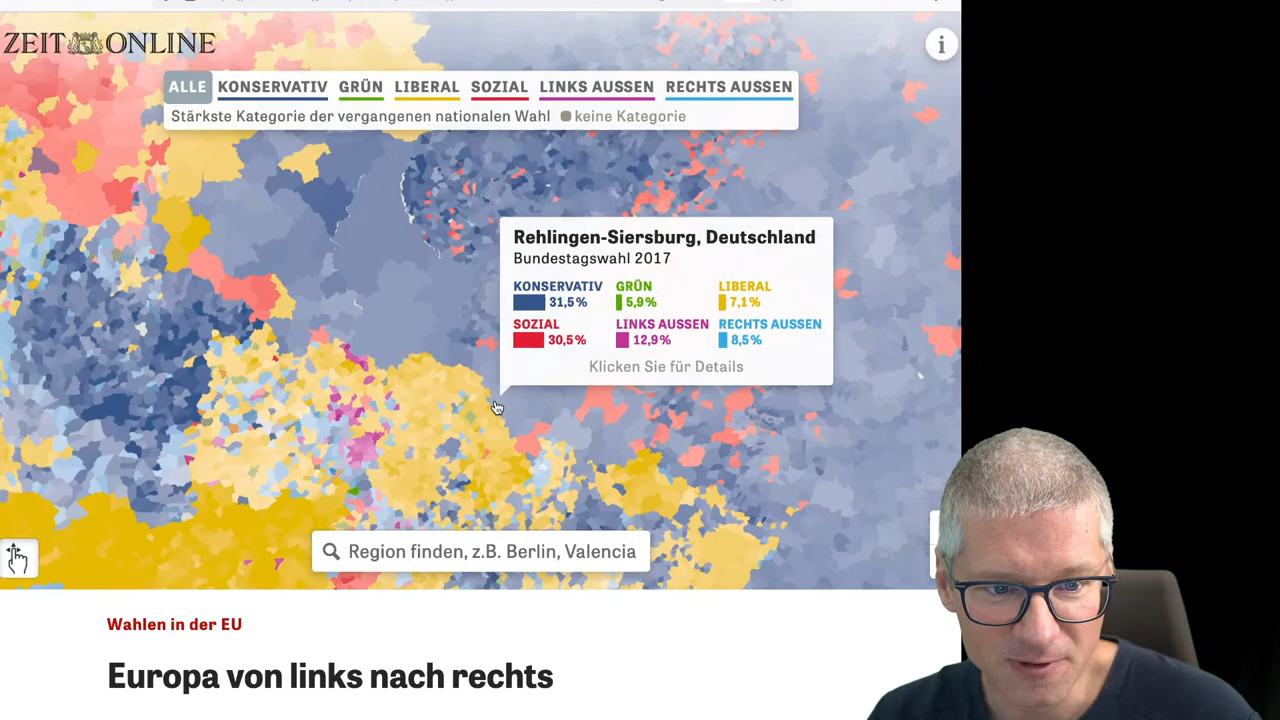 ZEIT ONLINE
i
ALLE KONSERVATIV GRÜN LIBERAL SOZIAL LINKS AUSSEN RECHTS AUSSEN
Stärkste Kategorie der vergangenen nationalen Wahl keine Kategorie
Rehlingen-Siersburg, Deutschland
Bundestagswahl 2017
KONSERVATIV GRÜN LIBERAL
31,5% 5,9% 7,1%
SOZIAL LINKS AUSSEN RECHTS AUSSEN
30,5% 12,9% 8,5%
Klicken Sie für Details
Region finden, z.B. Berlin, Valencia
Wahlen in der EU
Europa von links nach rechts